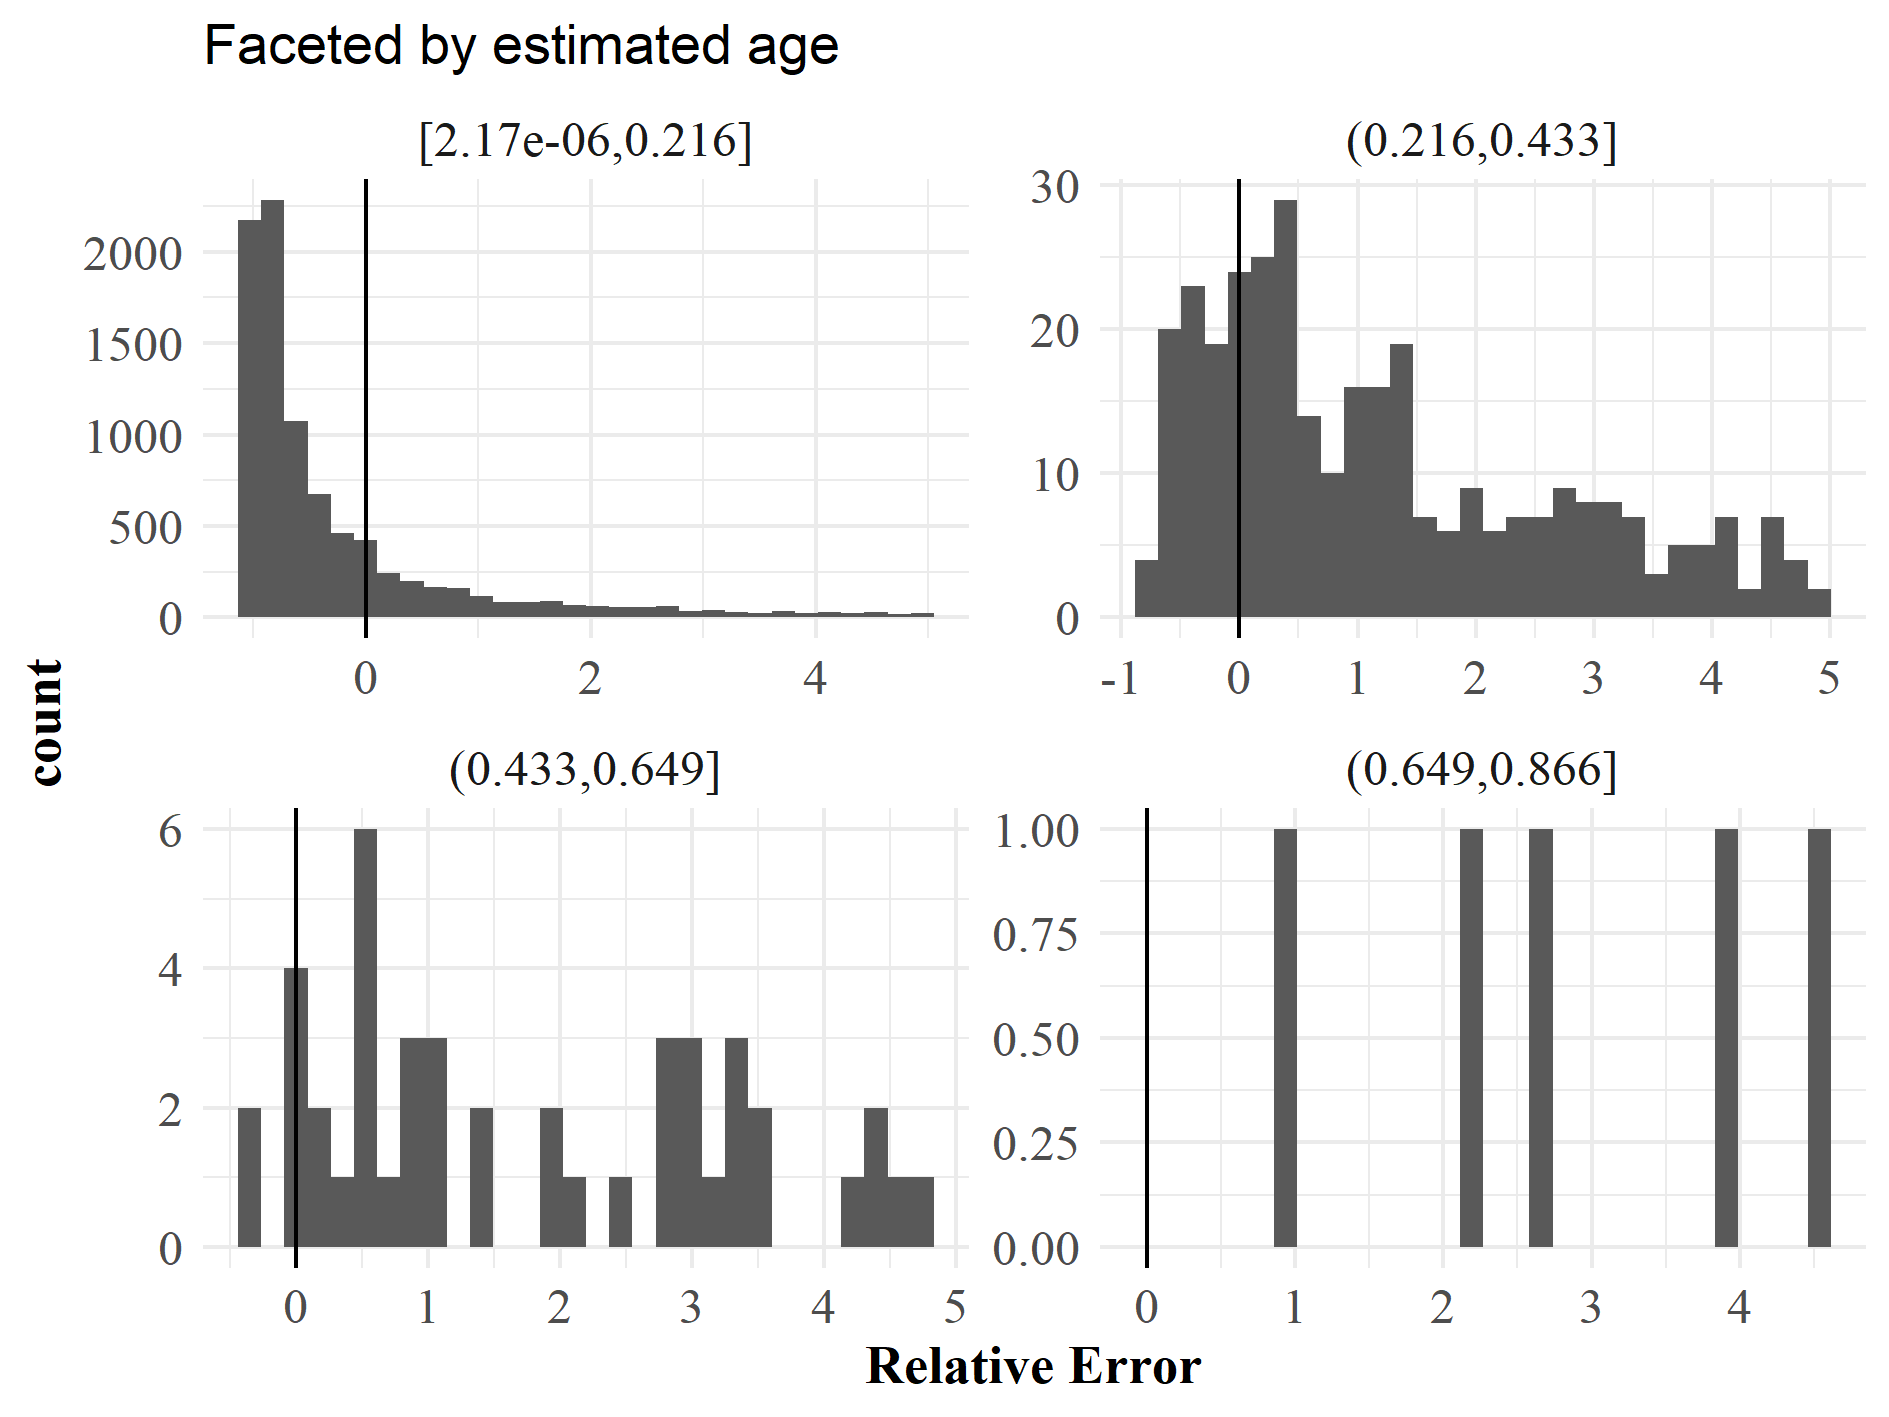 Faceted by estimated age
[2.17e-06,0.216]
2000
1500
1000
500
0
0 2 4
(0.216,0.433]
30
20
10
0
-1 0 1 2 3 4 5
count
(0.433,0.649]
6
4
2
0
0 1 2 3 4 5
(0.649,0.866]
1.00
0.75
0.50
0.25
0.00
0 1 2 3 4
Relative Error